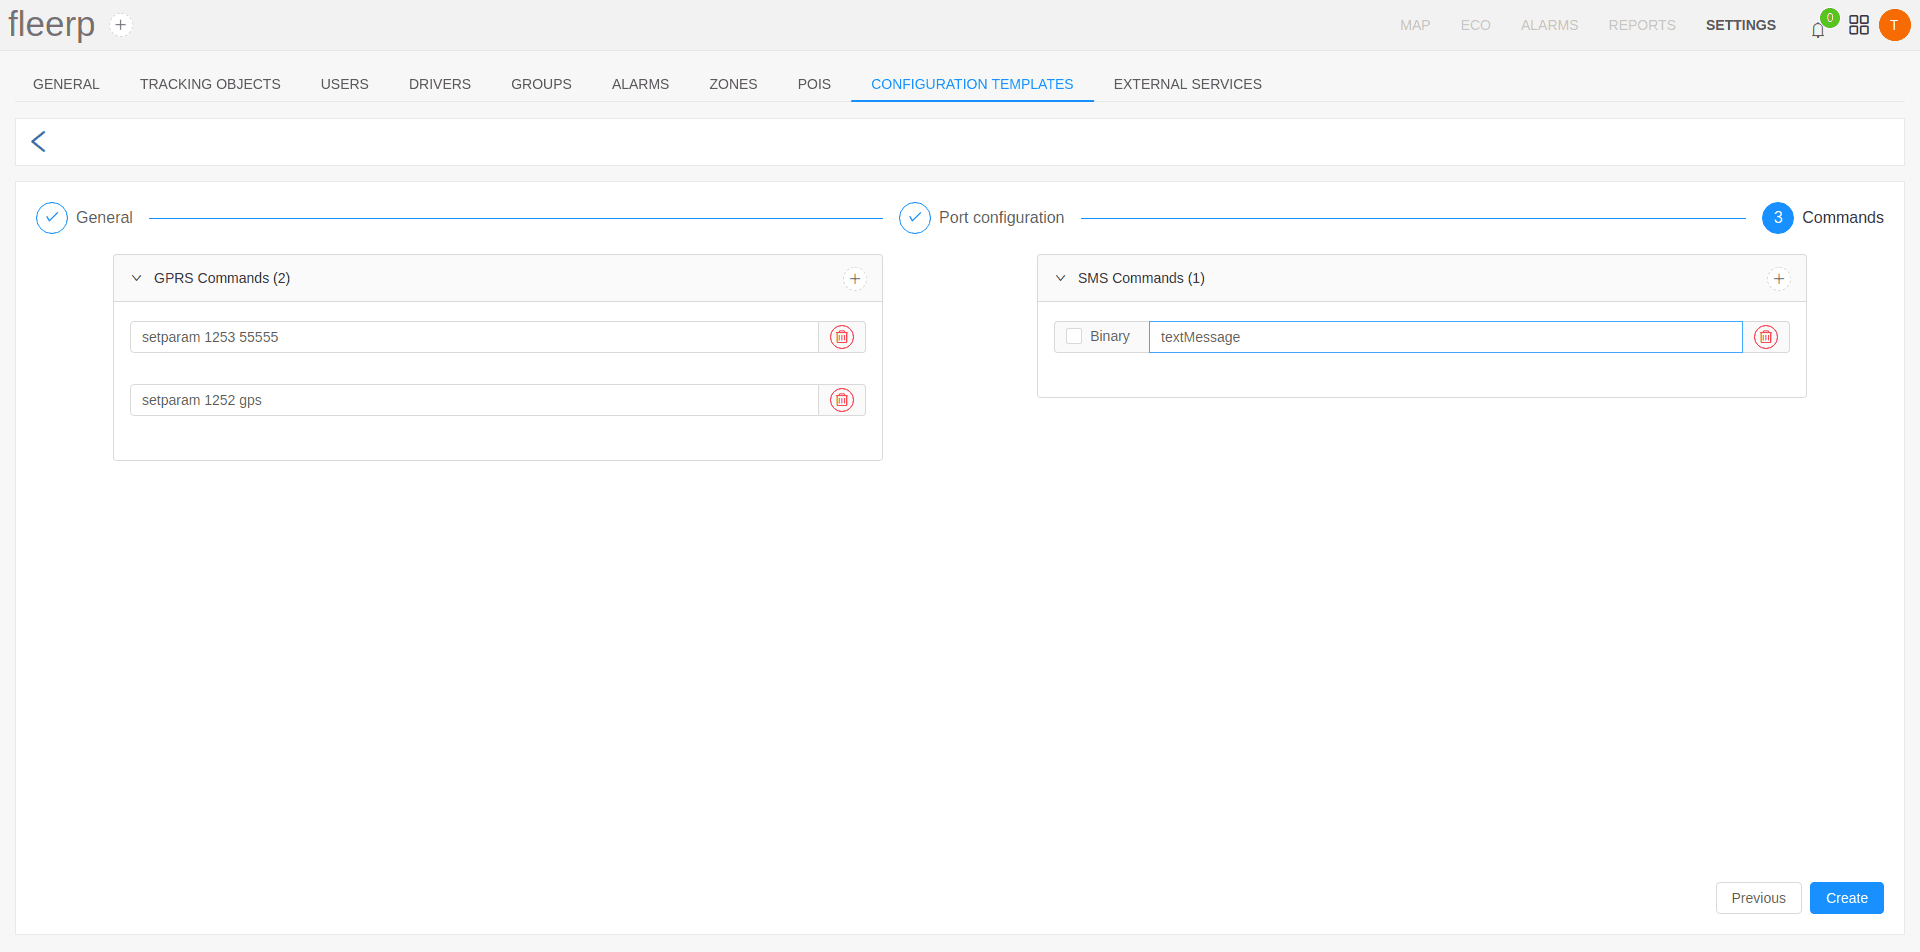 fleerp
MAP ECO ALARMS REPORTS SETTINGS 0 T
GENERAL TRACKING OBJECTS USERS DRIVERS GROUPS ALARMS ZONES POIS CONFIGURATION TEMPLATES EXTERNAL SERVICES
General Port configuration 3 Commands
GPRS Commands (2)
setparam 1253 55555
setparam 1252 gps
SMS Commands (1)
Binary textMessage
Previous Create